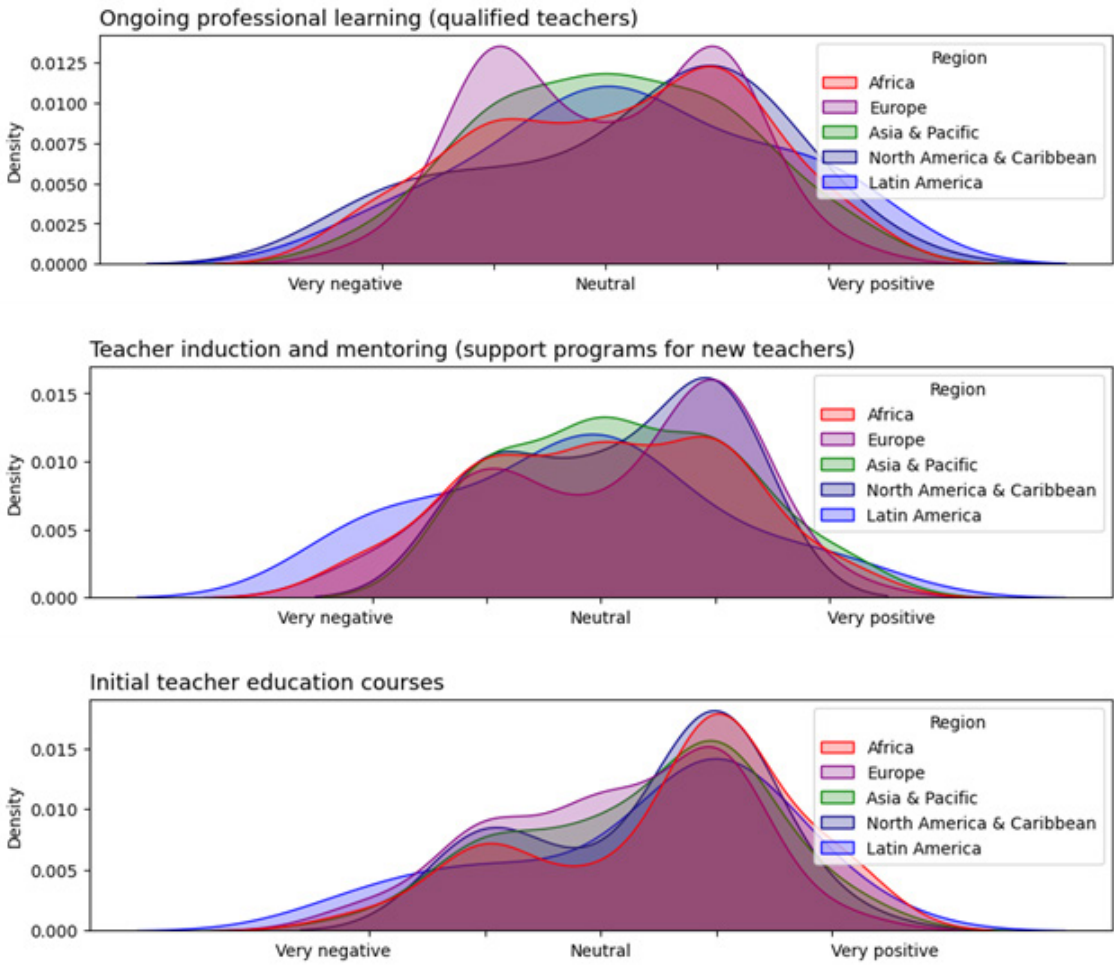 Ongoing professional learning (qualified teachers)
Density
0.0125
0.0100
0.0075
0.0050
0.0025
0.0000
Region
Africa
Europe
Asia & Pacific
North America & Caribbean
Latin America
Very negative
Neutral
Very positive
Teacher induction and mentoring (support programs for new teachers)
Density
0.015
0.010
0.005
0.000
Region
Africa
Europe
Asia & Pacific
North America & Caribbean
Latin America
Very negative
Neutral
Very positive
Initial teacher education courses
Density
0.015
0.010
0.005
0.000
Region
Africa
Europe
Asia & Pacific
North America & Caribbean
Latin America
Very negative
Neutral
Very positive